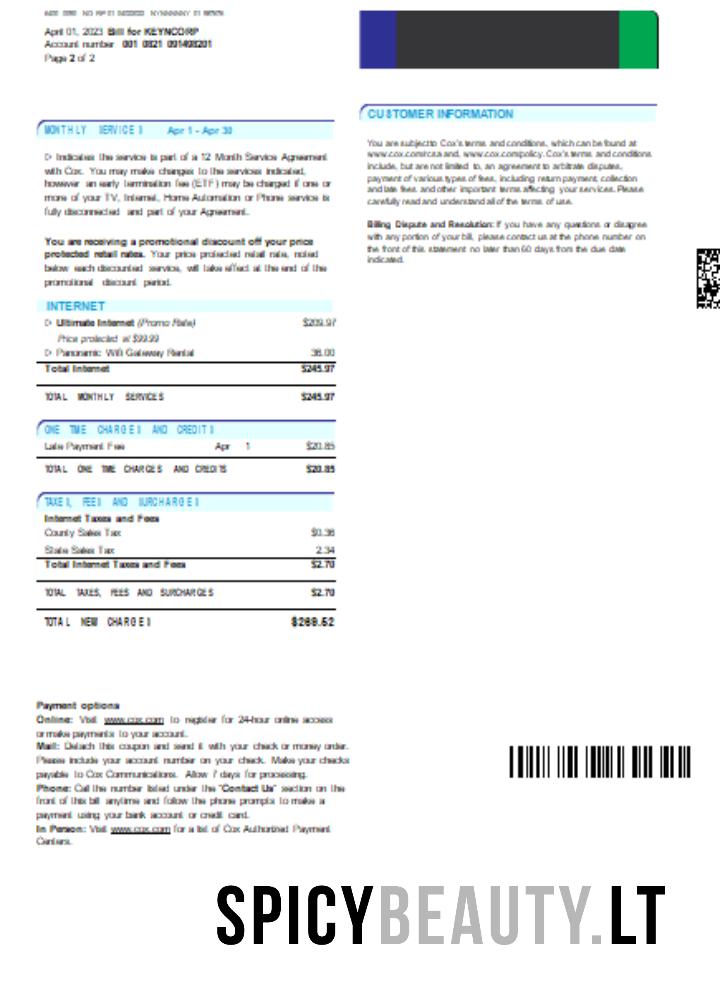 April 01, 2023 Bill for KEYNCORP
Account number 001 0821 091498201
Page 2 of 2
MONTHLY SERVICES Apr 1 - Apr 30
▷ Indicates the service is part of a 12 Month Service Agreement
with Cox. You may make changes to the services indicated,
however an early termination fee (ETF) may be charged if one or
more of your TV, Internet, Home Automation or Phone service is
fully disconnected and part of your Agreement.
You are receiving a promotional discount off your price
protected retail rates. Your price protected retail rate, noted
below each discounted service, will take effect at the end of the
promotional discount period.
INTERNET
▷ Ultimate Internet (Promo Rate) $209.97
Price protected at $99.99
▷ Panoramic Wifi Gateway Rental 36.00
Total Internet $245.97
TOTAL MONTHLY SERVICES $245.97
ONE TIME CHARGES AND CREDITS
Late Payment Fee Apr 1 $20.85
TOTAL ONE TIME CHARGES AND CREDITS $20.85
TAXES, FEES AND SURCHARGES
Internet Taxes and Fees
County Sales Tax $0.36
State Sales Tax 2.34
Total Internet Taxes and Fees $2.70
TOTAL TAXES, FEES AND SURCHARGES $2.70
TOTAL NEW CHARGES $269.52
Payment options
Online: Visit www.cox.com to register for 24-hour online access
or make payments to your account.
Mail: Detach this coupon and send it with your check or money order.
Please include your account number on your check. Make your checks
payable to Cox Communications. Allow 7 days for processing.
Phone: Call the number listed under the "Contact Us" section on the
front of this bill anytime and follow the phone prompts to make a
payment using your bank account or credit card.
In Person: Visit www.cox.com for a list of Cox Authorized Payment
Centers.
CUSTOMER INFORMATION
You are subject to Cox's terms and conditions, which can be found at
www.cox.com/rcsa and, www.cox.com/policy. Cox's terms and conditions
include, but are not limited to, an agreement to arbitrate disputes,
payment of various types of fees, including return payment, collection
and late fees and other important terms affecting your services. Please
carefully read and understand all of the terms of use.
Billing Dispute and Resolution: If you have any questions or disagree
with any portion of your bill, please contact us at the phone number on
the front of this statement no later than 60 days from the due date
indicated.
SPICYBEAUTY.LT